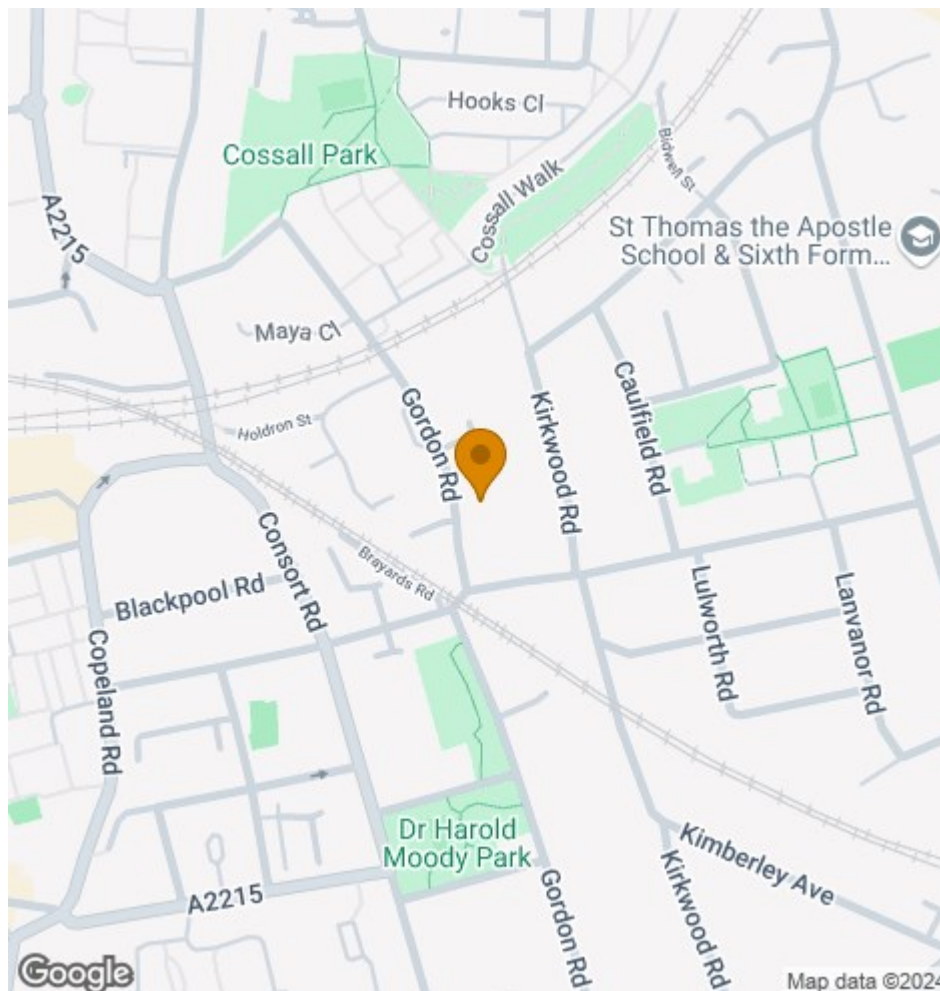 Hooks Cl
Cossall Park
Cossall Walk
Bidwell St
A2215
St Thomas the Apostle
School & Sixth Form...
Maya Cl
Holdron St
Gordon Rd
Kirkwood Rd
Caulfield Rd
Consort Rd
Brayards Rd
Blackpool Rd
Copeland Rd
Lulworth Rd
Lanvanor Rd
Dr Harold
Moody Park
Kimberley Ave
A2215
Gordon Rd
Kirkwood Rd
Google
Map data ©2024